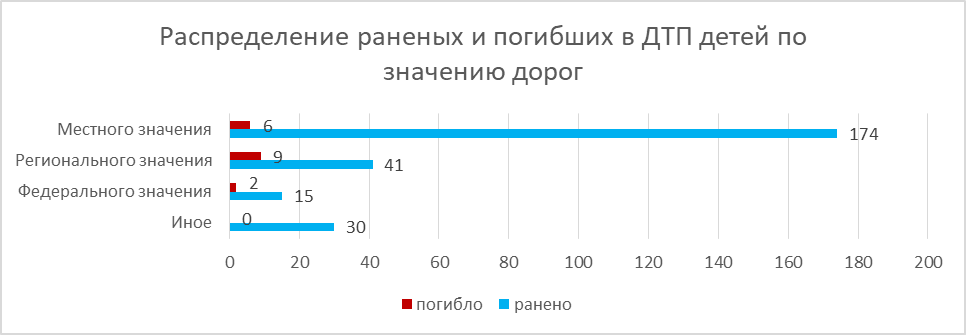 Распределение раненых и погибших в ДТП детей по
значению дорог
Местного значения
6
174
Регионального значения
9
41
Федерального значения
2
15
Иное
0
30
0 20 40 60 80 100 120 140 160 180 200
погибло ранено